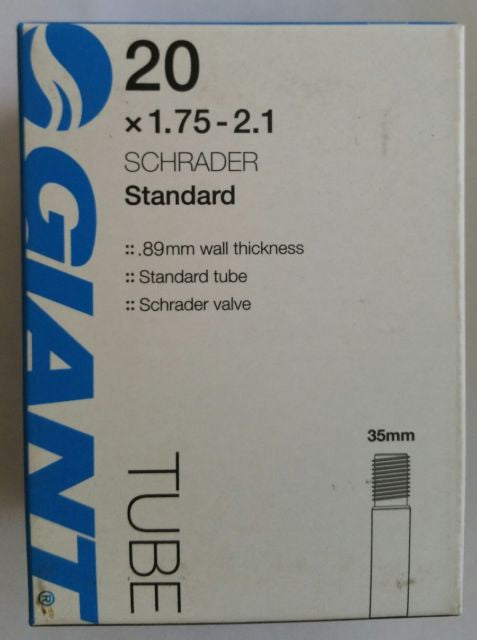 20
× 1.75 - 2.1
SCHRADER
Standard
:: .89mm wall thickness
:: Standard tube
:: Schrader valve
GIANT®
TUBE
35mm